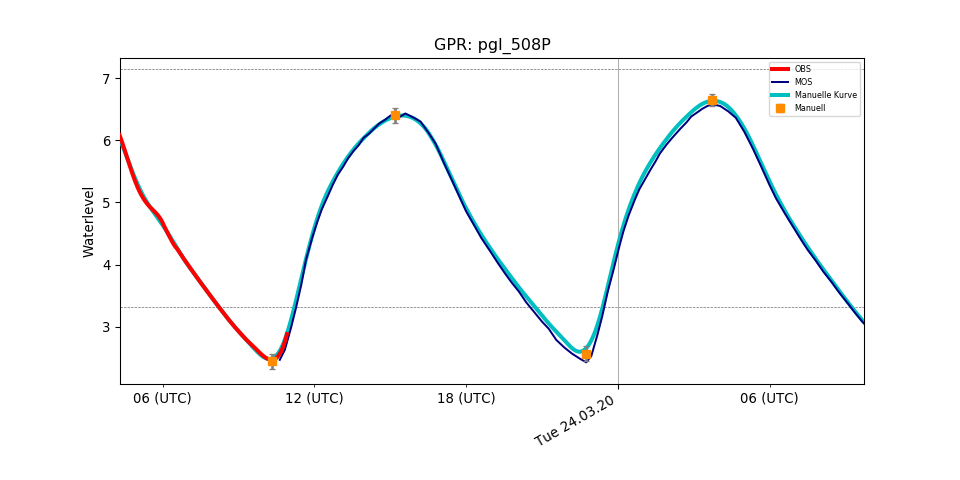 GPR: pgl_508P
7
6
5
4
3
Waterlevel
OBS
MOS
Manuelle Kurve
Manuell
06 (UTC)
12 (UTC)
18 (UTC)
Tue 24.03.20
06 (UTC)